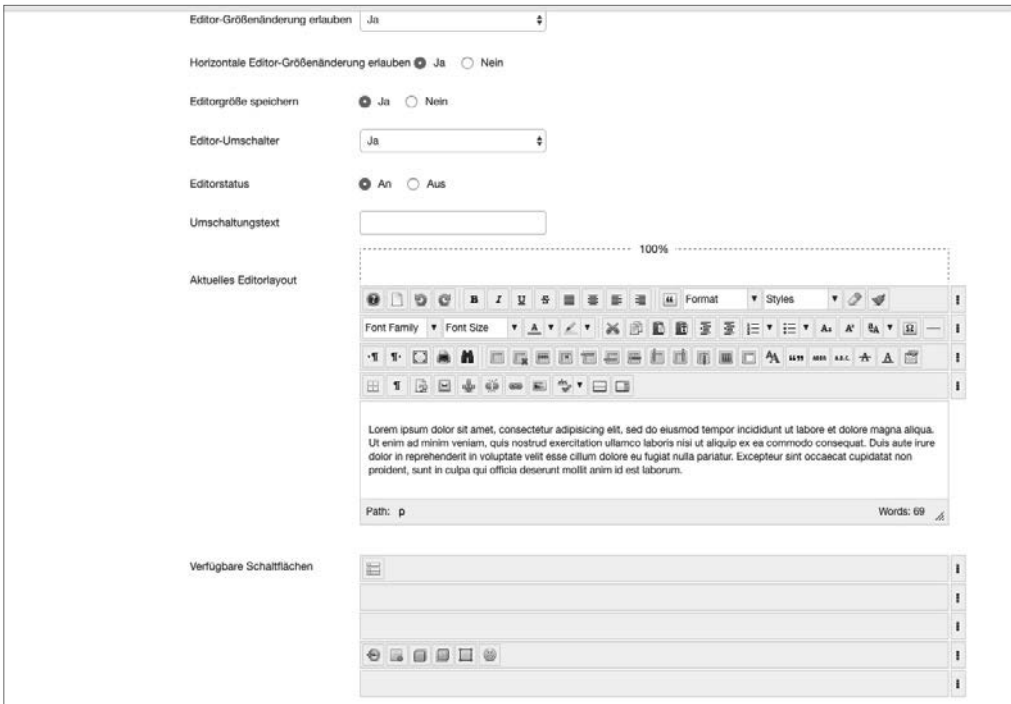 Editor-Größenänderung erlauben Ja
Horizontale Editor-Größenänderung erlauben Ja Nein
Editorgröße speichern Ja Nein
Editor-Umschalter Ja
Editorstatus An Aus
Umschaltungstext
100%
Aktuelles Editorlayout
B I U S Format Styles
Font Family Font Size A
Lorem ipsum dolor sit amet, consectetur adipisicing elit, sed do eiusmod tempor incididunt ut labore et dolore magna aliqua.
Ut enim ad minim veniam, quis nostrud exercitation ullamco laboris nisi ut aliquip ex ea commodo consequat. Duis aute irure
dolor in reprehenderit in voluptate velit esse cillum dolore eu fugiat nulla pariatur. Excepteur sint occaecat cupidatat non
proident, sunt in culpa qui officia deserunt mollit anim id est laborum.
Path: p Words: 69
Verfügbare Schaltflächen